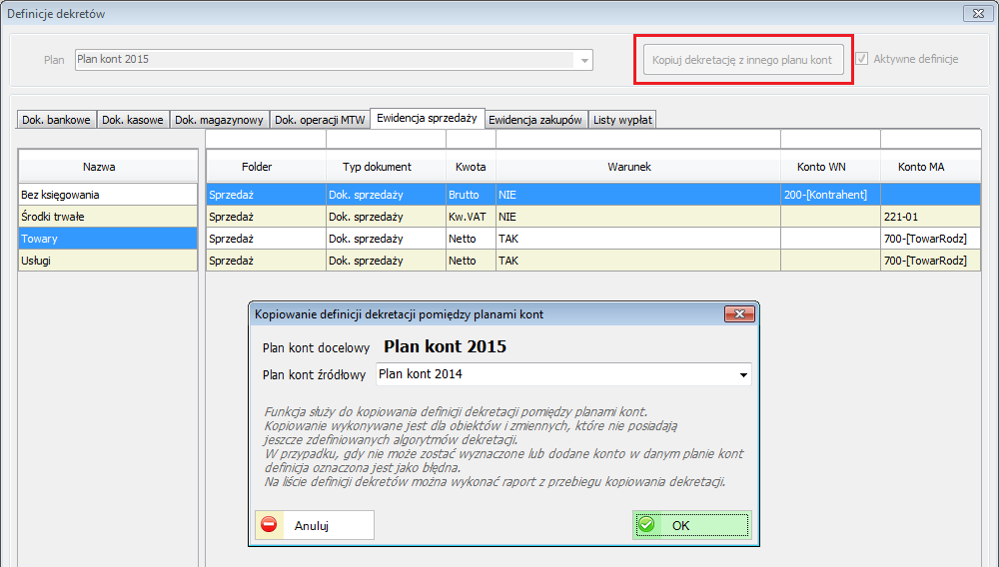 Definicje dekretów
Plan Plan kont 2015 Kopiuj dekretację z innego planu kont Aktywne definicje
Dok. bankowe Dok. kasowe Dok. magazynowy Dok. operacji MTW Ewidencja sprzedaży Ewidencja zakupów Listy wypłat
Nazwa Folder Typ dokument Kwota Warunek Konto WN Konto MA
Bez księgowania Sprzedaż Dok. sprzedaży Brutto NIE 200-[Kontrahent]
Środki trwałe Sprzedaż Dok. sprzedaży Kw.VAT NIE 221-01
Towary Sprzedaż Dok. sprzedaży Netto TAK 700-[TowarRodz]
Usługi Sprzedaż Dok. sprzedaży Netto TAK 700-[TowarRodz]
Kopiowanie definicji dekretacji pomiędzy planami kont
Plan kont docelowy Plan kont 2015
Plan kont źródłowy Plan kont 2014
Funkcja służy do kopiowania definicji dekretacji pomiędzy planami kont.
Kopiowanie wykonywane jest dla obiektów i zmiennych, które nie posiadają
jeszcze zdefiniowanych algorytmów dekretacji.
W przypadku, gdy nie może zostać wyznaczone lub dodane konto w danym planie kont
definicja oznaczona jest jako błędna.
Na liście definicji dekretów można wykonać raport z przebiegu kopiowania dekretacji.
Anuluj OK